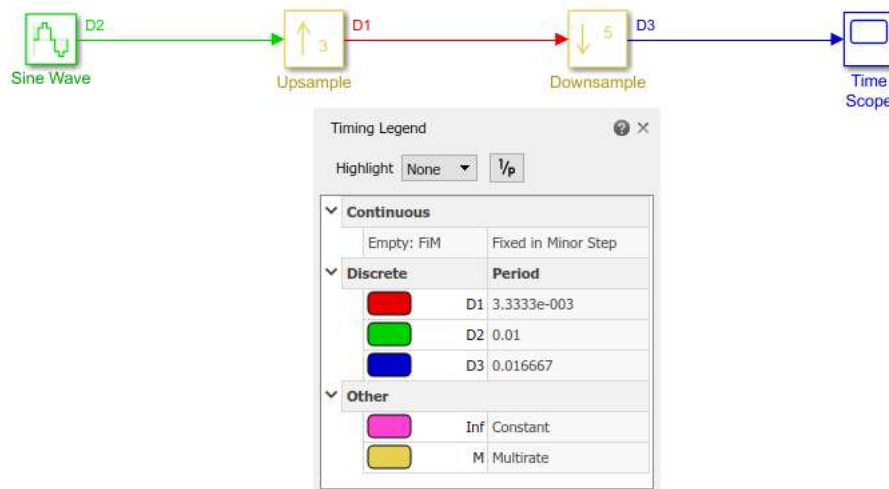 D2
D1
D3
3
5
Sine Wave
Upsample
Downsample
Time
Scope
Timing Legend
Highlight None 1/p
Continuous
Empty: FiM Fixed in Minor Step
Discrete Period
D1 3.3333e-003
D2 0.01
D3 0.016667
Other
Inf Constant
M Multirate